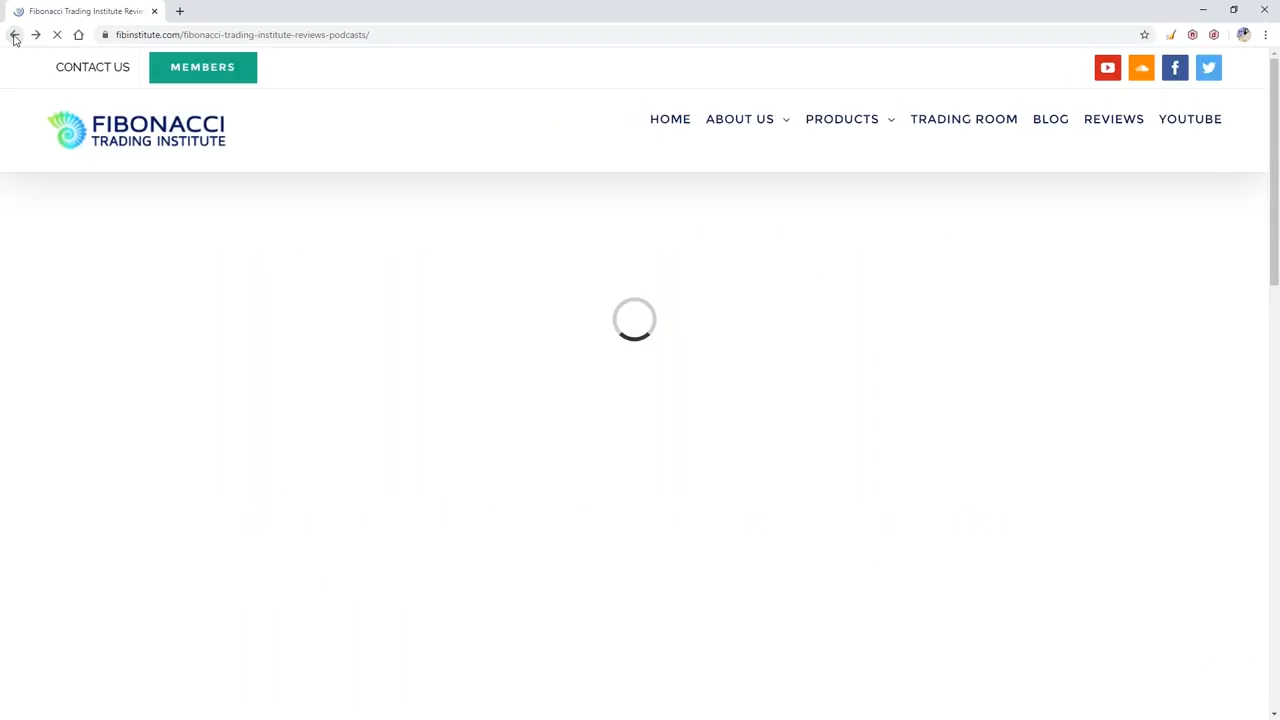 Fibonacci Trading Institute Revie
fibinstitute.com/fibonacci-trading-institute-reviews-podcasts/
CONTACT US
MEMBERS
FIBONACCI
TRADING INSTITUTE
HOME
ABOUT US
PRODUCTS
TRADING ROOM
BLOG
REVIEWS
YOUTUBE